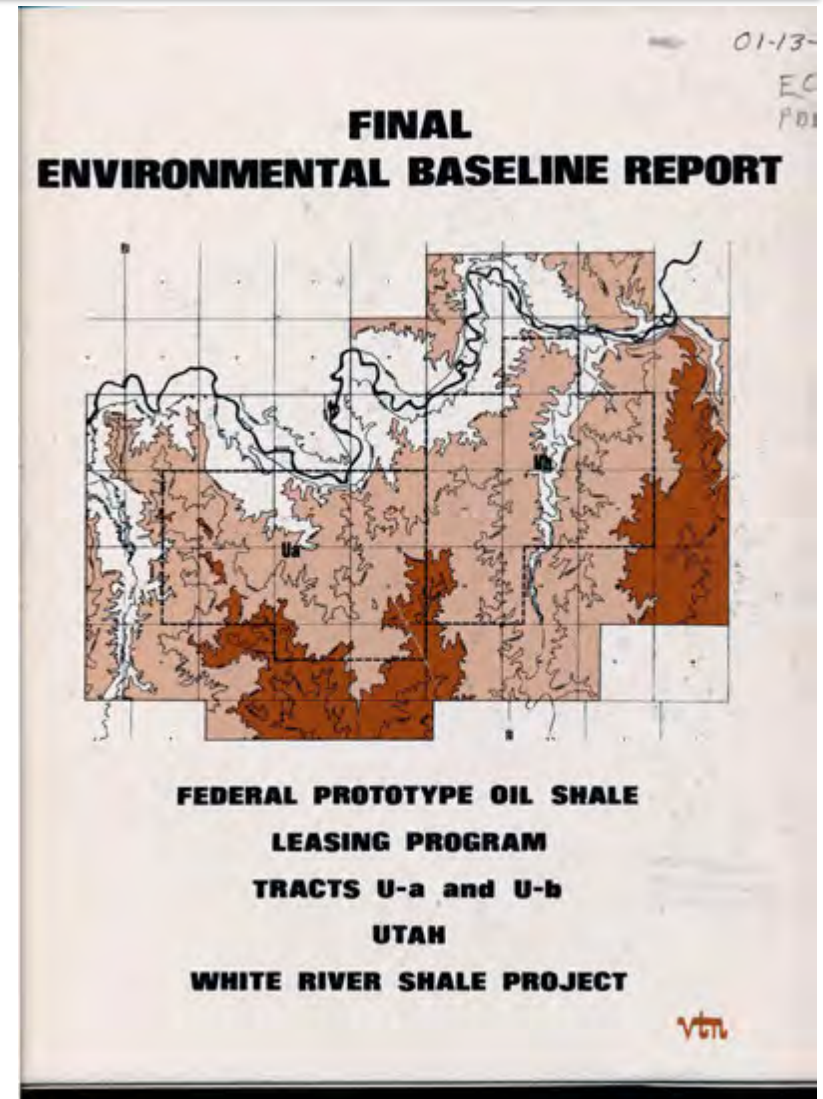 01-13-
FINAL
ENVIRONMENTAL BASELINE REPORT
Ub
Ua
FEDERAL PROTOTYPE OIL SHALE
LEASING PROGRAM
TRACTS U-a and U-b
UTAH
WHITE RIVER SHALE PROJECT
vtn